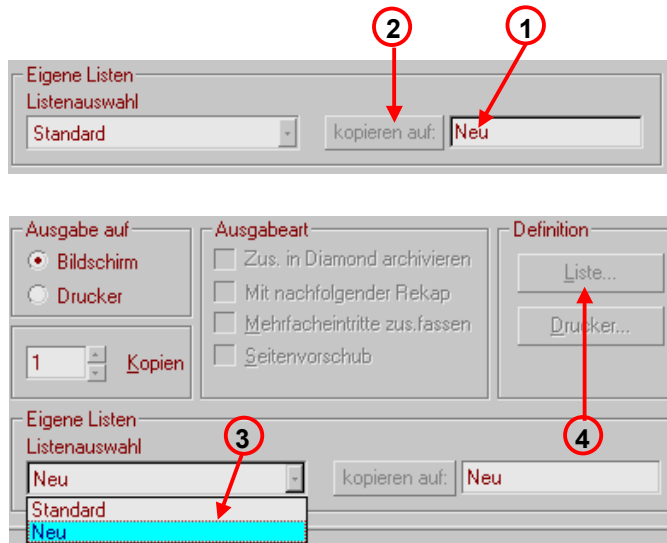 2 1
Eigene Listen
Listenauswahl
Standard kopieren auf: Neu
Ausgabe auf Ausgabeart Definition
Bildschirm Zus. in Diamond archivieren Liste...
Drucker Mit nachfolgender Rekap
Mehrfacheintritte zus.fassen Drucker...
1 Kopien Seitenvorschub
Eigene Listen
Listenauswahl 3 4
Neu kopieren auf: Neu
Standard
Neu